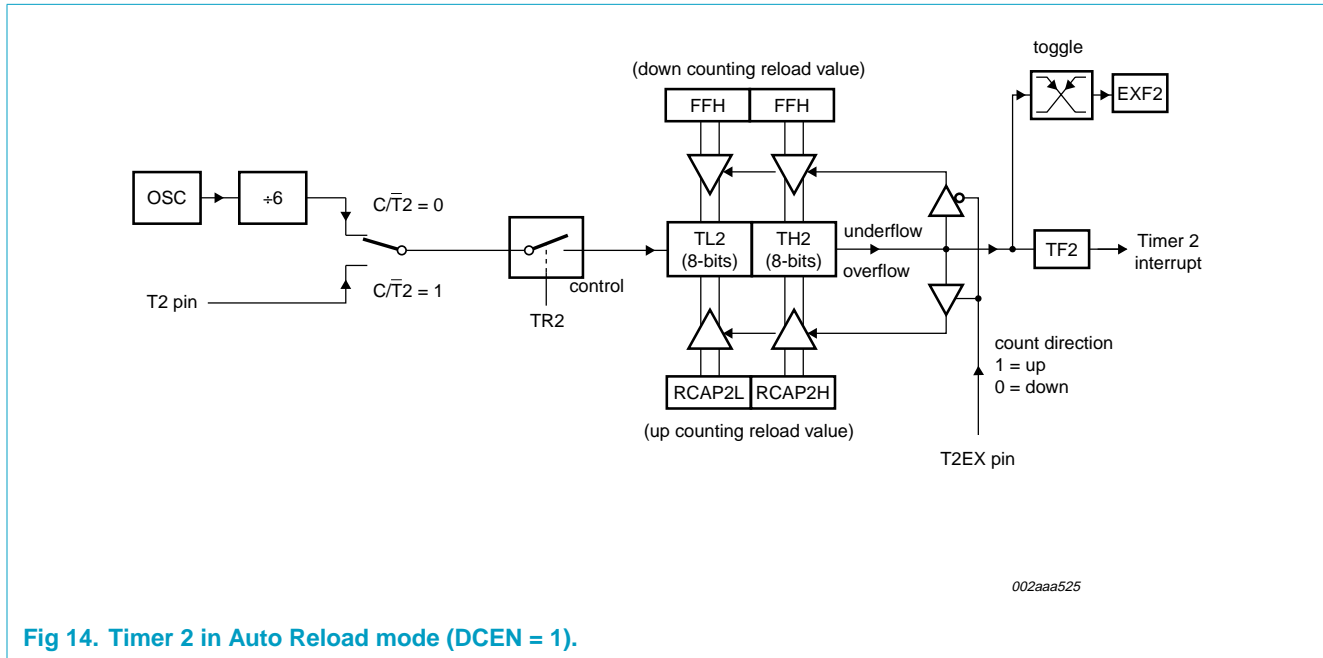 toggle
(down counting reload value)
FFH FFH EXF2
OSC ÷6 C/T̅2 = 0
TL2 (8-bits)
TH2 (8-bits)
underflow
overflow
TF2
Timer 2 interrupt
control
T2 pin
C/T̅2 = 1
TR2
count direction
1 = up
0 = down
RCAP2L RCAP2H
(up counting reload value)
T2EX pin
002aaa525
Fig 14. Timer 2 in Auto Reload mode (DCEN = 1).